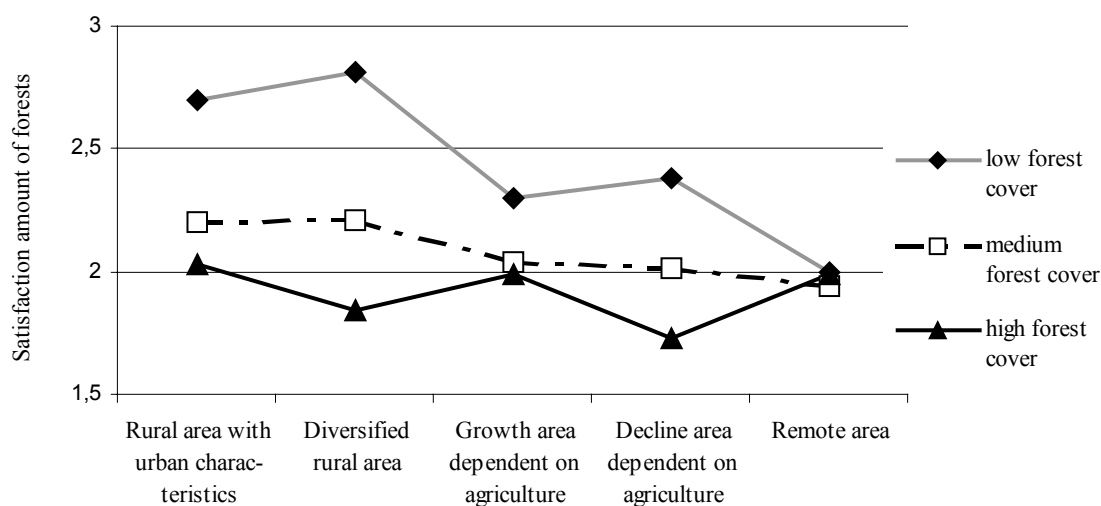 3
2,5
2
1,5
Satisfaction amount of forests
Rural area with
urban charac-
teristics
Diversified
rural area
Growth area
dependent on
agriculture
Decline area
dependent on
agriculture
Remote area
low forest
cover
medium
forest cover
high forest
cover